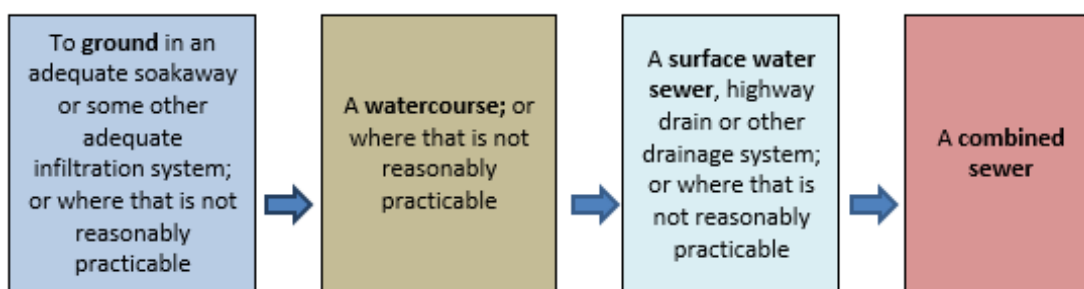 To ground in an
adequate soakaway
or some other
adequate
infiltration system;
or where that is not
reasonably
practicable
A watercourse; or
where that is not
reasonably
practicable
A surface water
sewer, highway
drain or other
drainage system;
or where that is
not reasonably
practicable
A combined
sewer